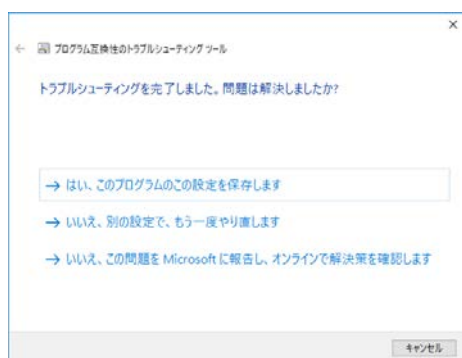 プログラム互換性のトラブルシューティング ツール
トラブルシューティングを完了しました。問題は解決しましたか?
はい、このプログラムのこの設定を保存します
いいえ、別の設定で、もう一度やり直します
いいえ、この問題を Microsoft に報告し、オンラインで解決策を確認します
キャンセル